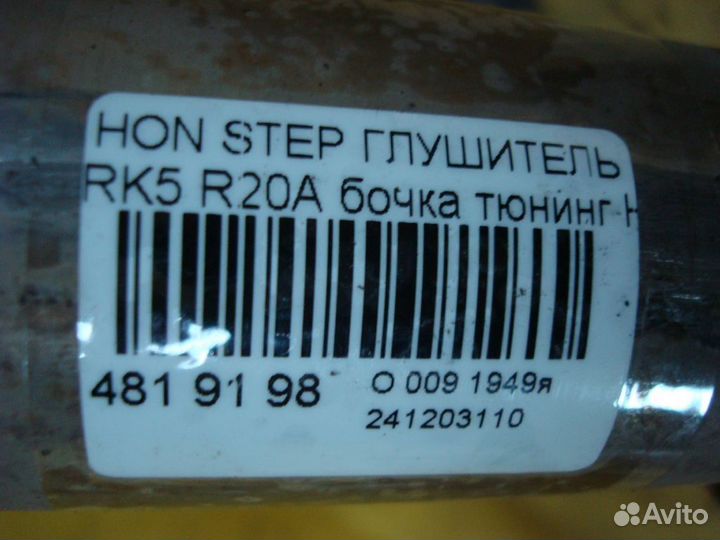 HON STEP ГЛУШИТЕЛЬ
RK5 R20A бочка тюнинг
481 91 98
О 009 1949я
241203110
Avito